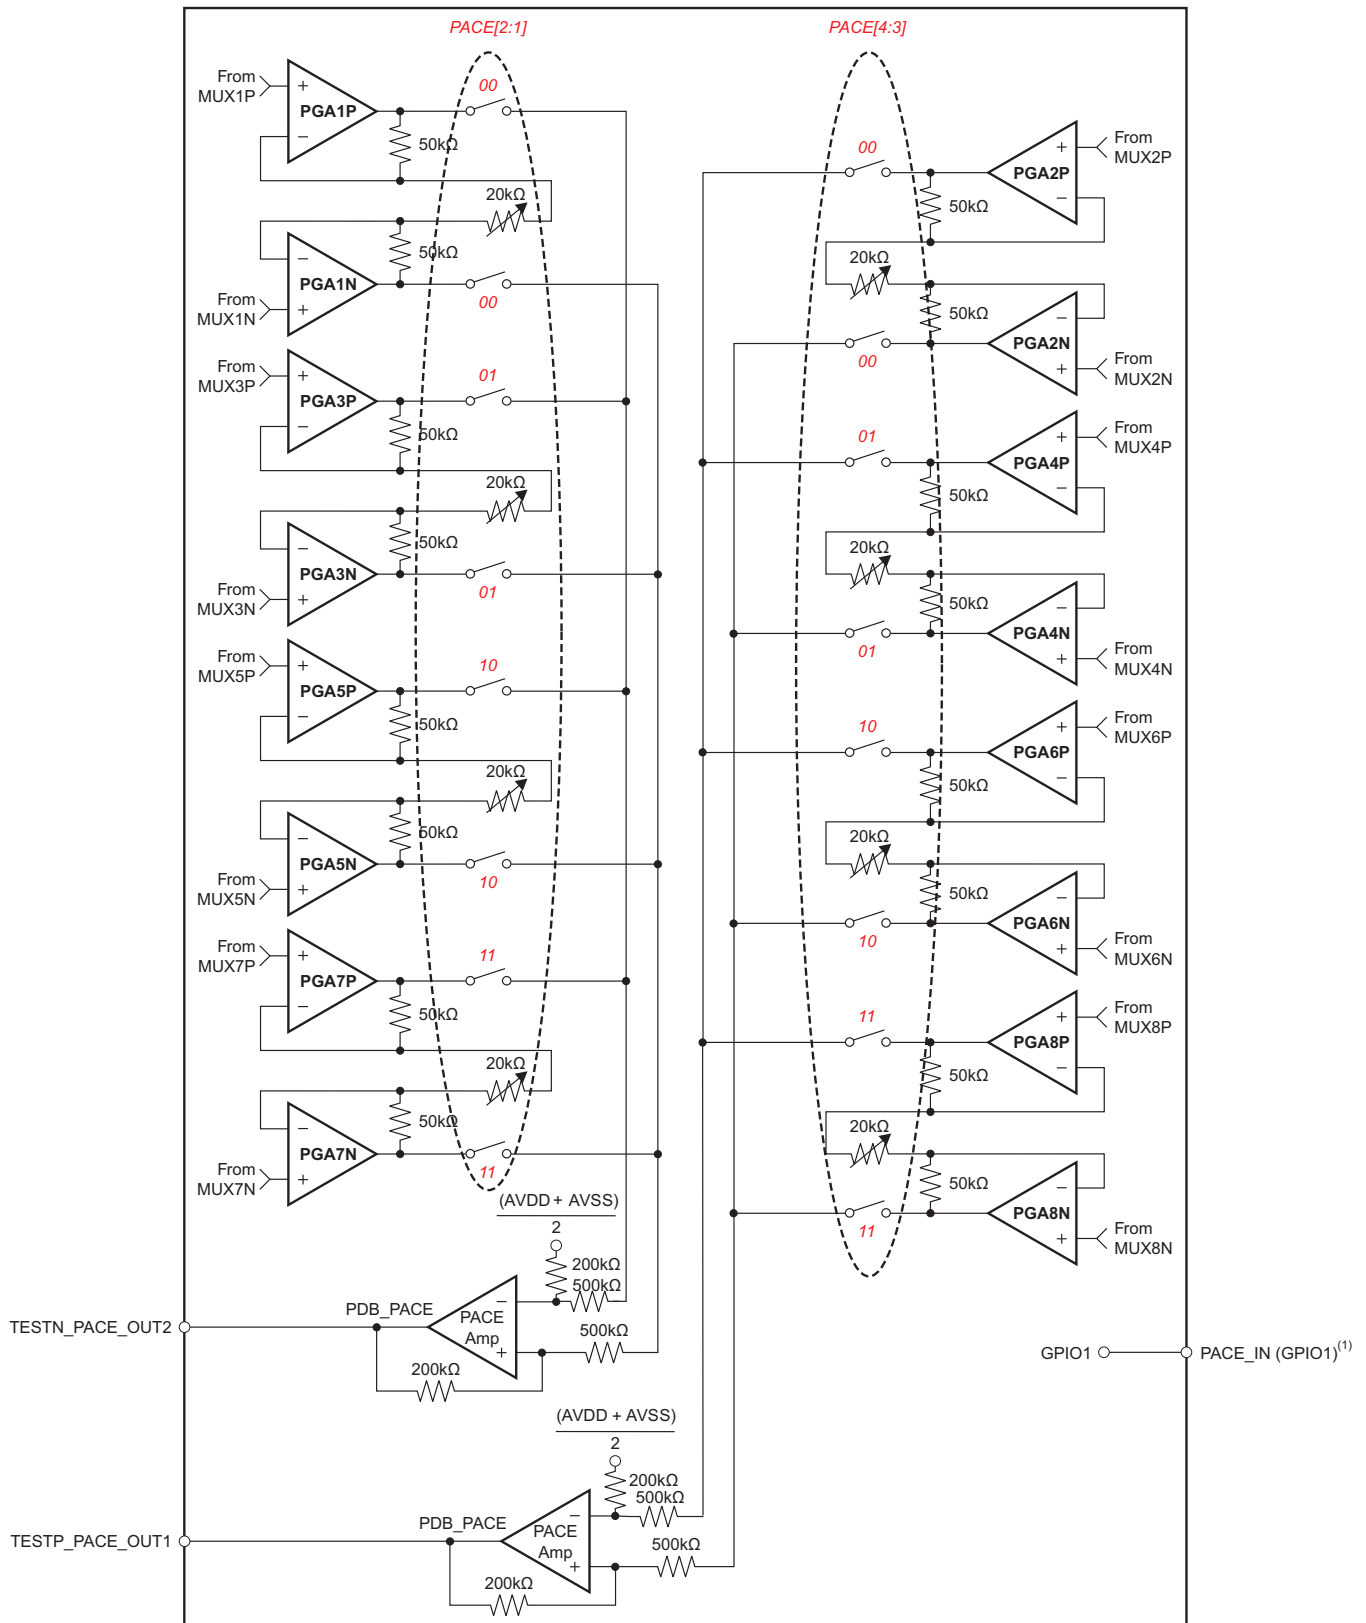 PACE[2:1]
PACE[4:3]
From
MUX1P
+
PGA1P
−
00
50kΩ
20kΩ
50kΩ
−
PGA1N
+
From
MUX1N
00
From
MUX3P
+
PGA3P
−
01
50kΩ
20kΩ
50kΩ
−
PGA3N
+
From
MUX3N
01
From
MUX5P
+
PGA5P
−
10
50kΩ
20kΩ
50kΩ
−
PGA5N
+
From
MUX5N
10
From
MUX7P
+
PGA7P
−
11
50kΩ
20kΩ
50kΩ
−
PGA7N
+
From
MUX7N
11
00
+
PGA2P
−
From
MUX2P
50kΩ
20kΩ
50kΩ
−
PGA2N
+
From
MUX2N
00
01
+
PGA4P
−
From
MUX4P
50kΩ
20kΩ
50kΩ
−
PGA4N
+
From
MUX4N
01
10
+
PGA6P
−
From
MUX6P
50kΩ
20kΩ
50kΩ
−
PGA6N
+
From
MUX6N
10
11
+
PGA8P
−
From
MUX8P
50kΩ
20kΩ
50kΩ
−
PGA8N
+
From
MUX8N
11
(AVDD + AVSS)
2
200kΩ
500kΩ
PDB_PACE
−
PACE
Amp
+
500kΩ
200kΩ
TESTN_PACE_OUT2
GPIO1
PACE_IN (GPIO1)(1)
(AVDD + AVSS)
2
200kΩ
500kΩ
PDB_PACE
−
PACE
Amp
+
500kΩ
200kΩ
TESTP_PACE_OUT1